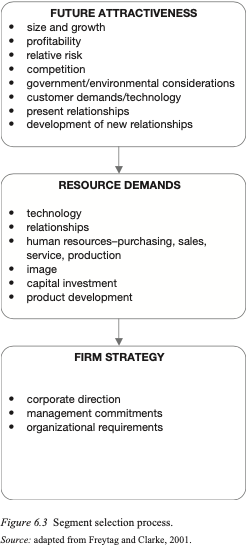 FUTURE ATTRACTIVENESS
• size and growth
• profitability
• relative risk
• competition
• government/environmental considerations
• customer demands/technology
• present relationships
• development of new relationships
RESOURCE DEMANDS
• technology
• relationships
• human resources–purchasing, sales,
service, production
• image
• capital investment
• product development
FIRM STRATEGY
• corporate direction
• management commitments
• organizational requirements
Figure 6.3 Segment selection process.
Source: adapted from Freytag and Clarke, 2001.